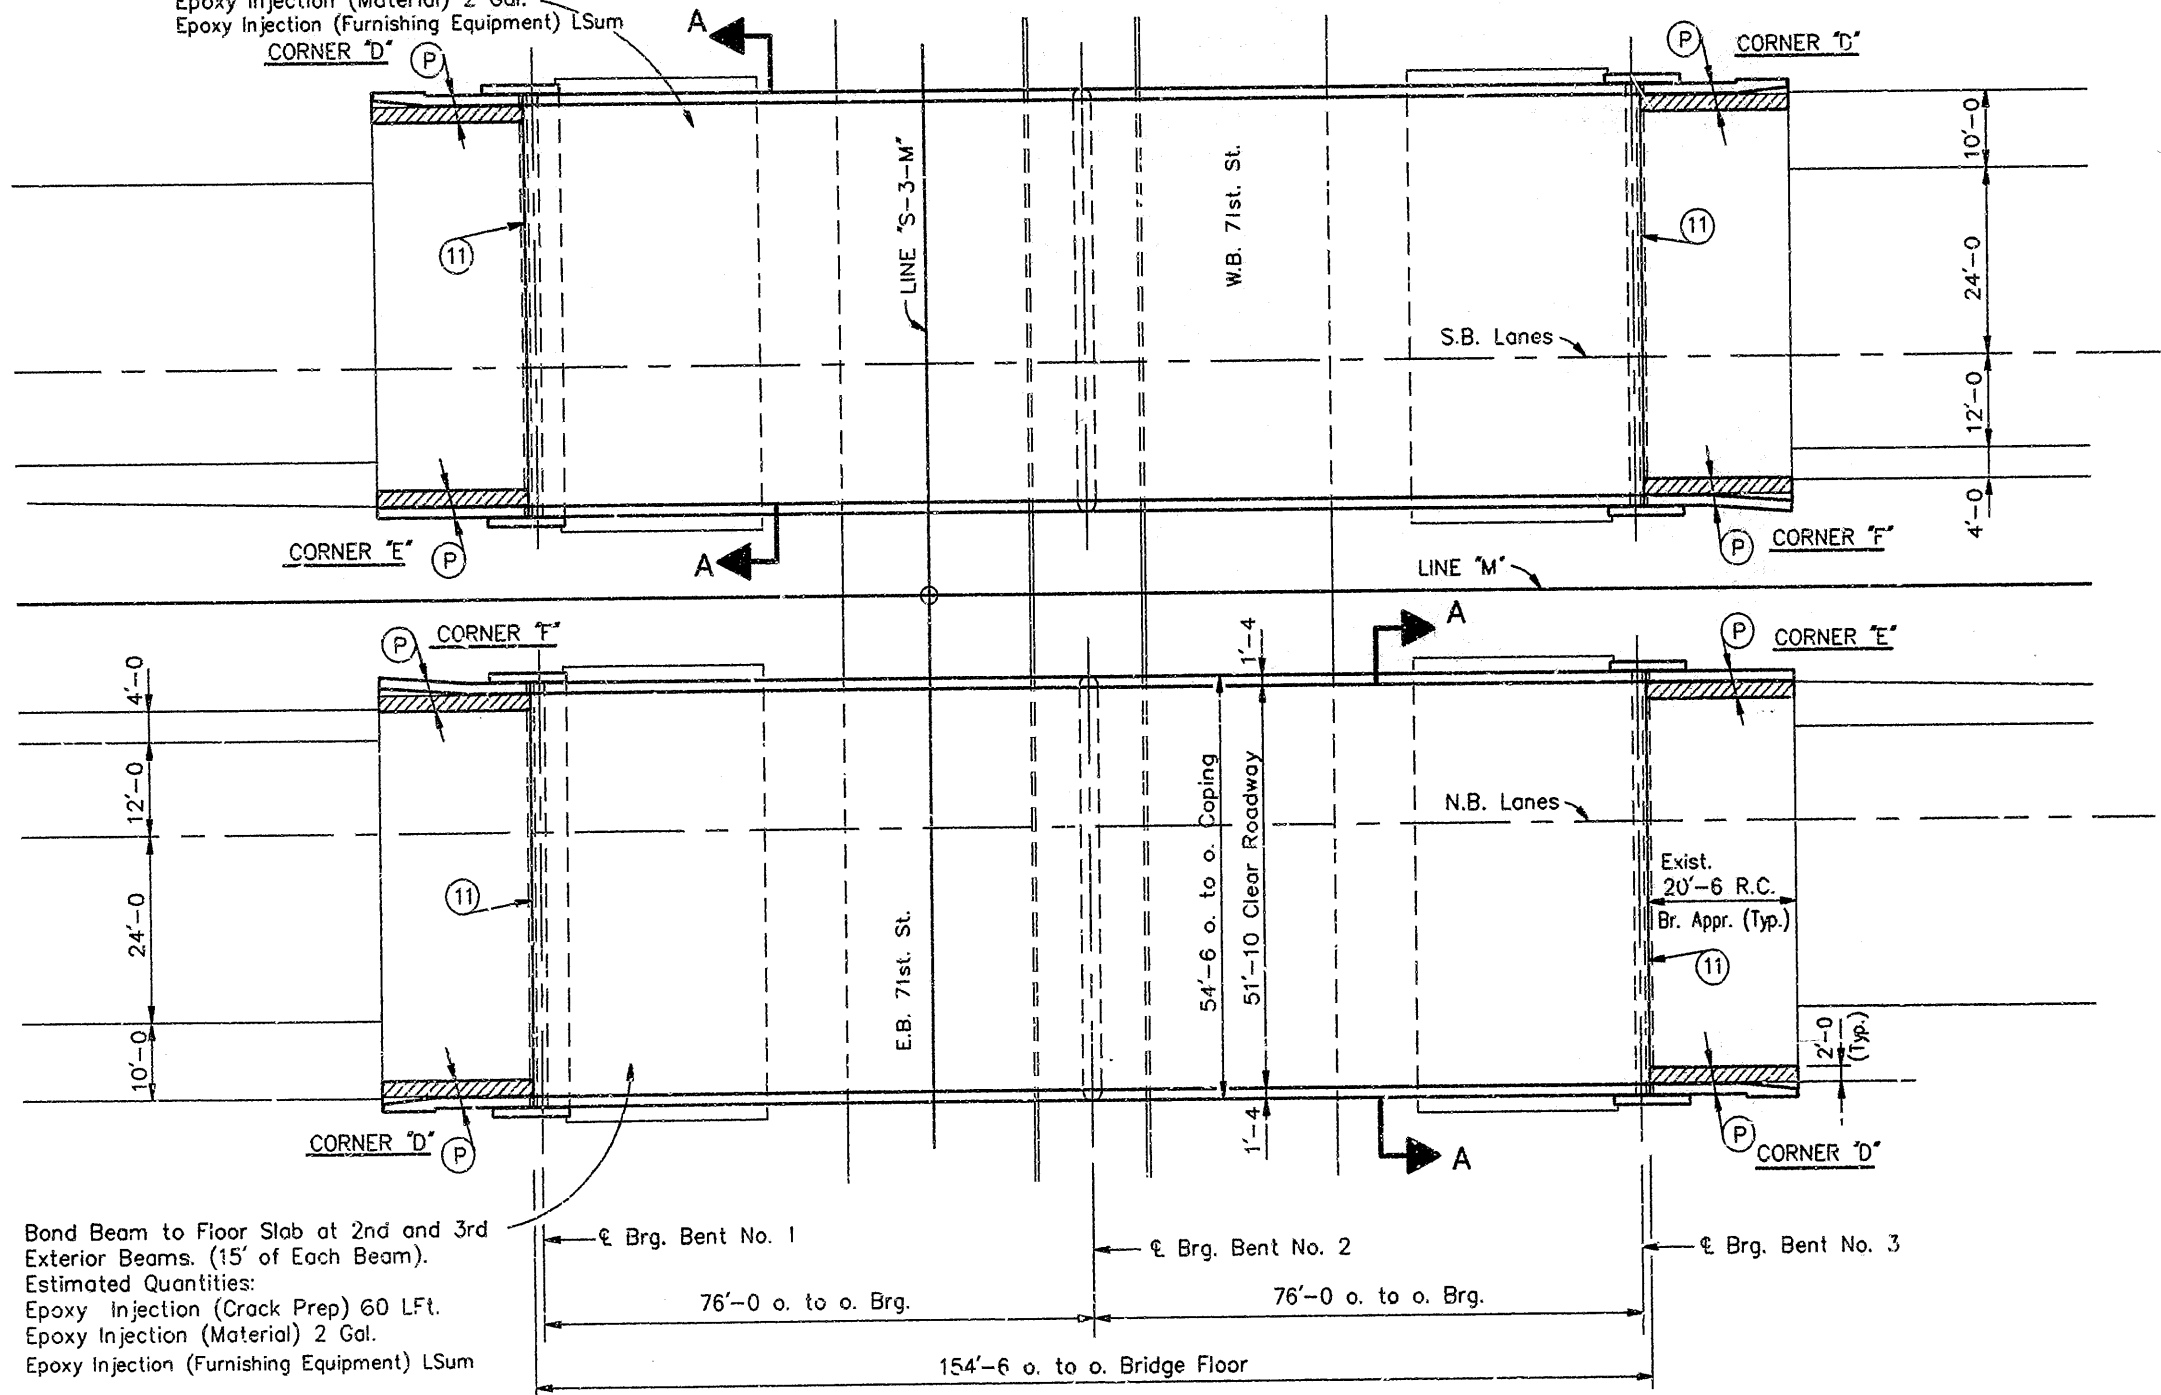 Epoxy Injection (Material) 2 Gal.
Epoxy Injection (Furnishing Equipment) LSum
CORNER "D"
P
A
P
CORNER "D"
10'-0
LINE "S-3-M"
W.B. 71st. St.
11
11
24'-0
S.B. Lanes
12'-0
4'-0
CORNER "E"
P
A
P
CORNER "F"
LINE "M"
P
CORNER "F"
A
P
CORNER "E"
4'-0
1'-4
12'-0
54'-6 o. to o. Coping
51'-10 Clear Roadway
N.B. Lanes
24'-0
11
E.B. 71st. St.
Exist.
20'-6 R.C.
Br. Appr. (Typ.)
11
10'-0
2'-0
(Typ.)
CORNER "D"
P
1'-4
A
P
CORNER "D"
Bond Beam to Floor Slab at 2nd and 3rd
Exterior Beams. (15' of Each Beam).
Estimated Quantities:
Epoxy Injection (Crack Prep) 60 LFt.
Epoxy Injection (Material) 2 Gal.
Epoxy Injection (Furnishing Equipment) LSum
℄ Brg. Bent No. 1
℄ Brg. Bent No. 2
℄ Brg. Bent No. 3
76'-0 o. to o. Brg.
76'-0 o. to o. Brg.
154'-6 o. to o. Bridge Floor